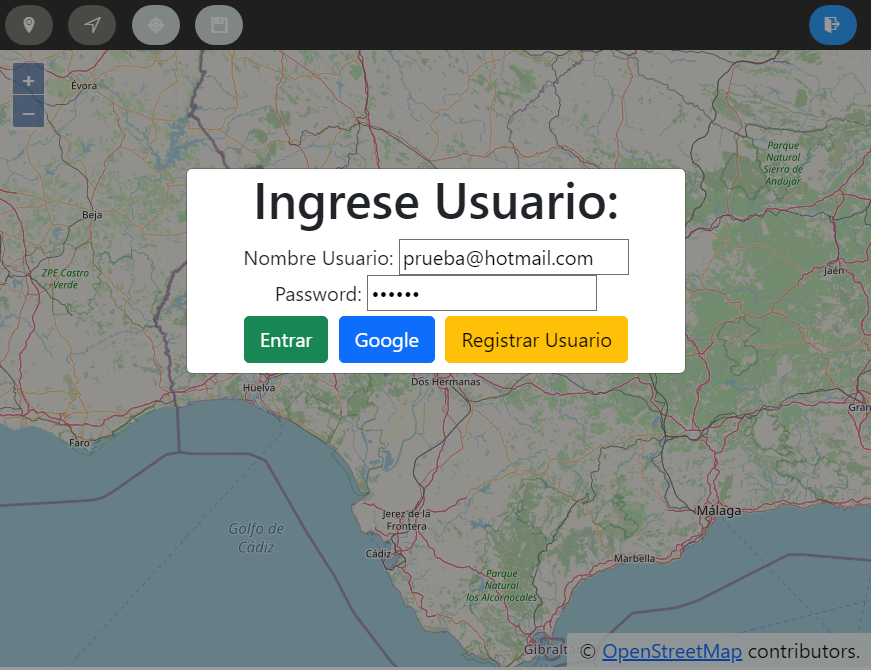 +
−
Évora
Parque
Natural
Sierra de
Andújar
Beja
ZPE Castro
Verde
Jaén
Ingrese Usuario:
Nombre Usuario: prueba@hotmail.com
Password: ••••••
Entrar Google Registrar Usuario
Dos Hermanas
Huelva
Gran
Faro
Jerez de la
Frontera
Málaga
Golfo de
Cádiz
Cádiz
Marbella
Parque
Natural
los Alcornocales
Gibralta
© OpenStreetMap contributors.